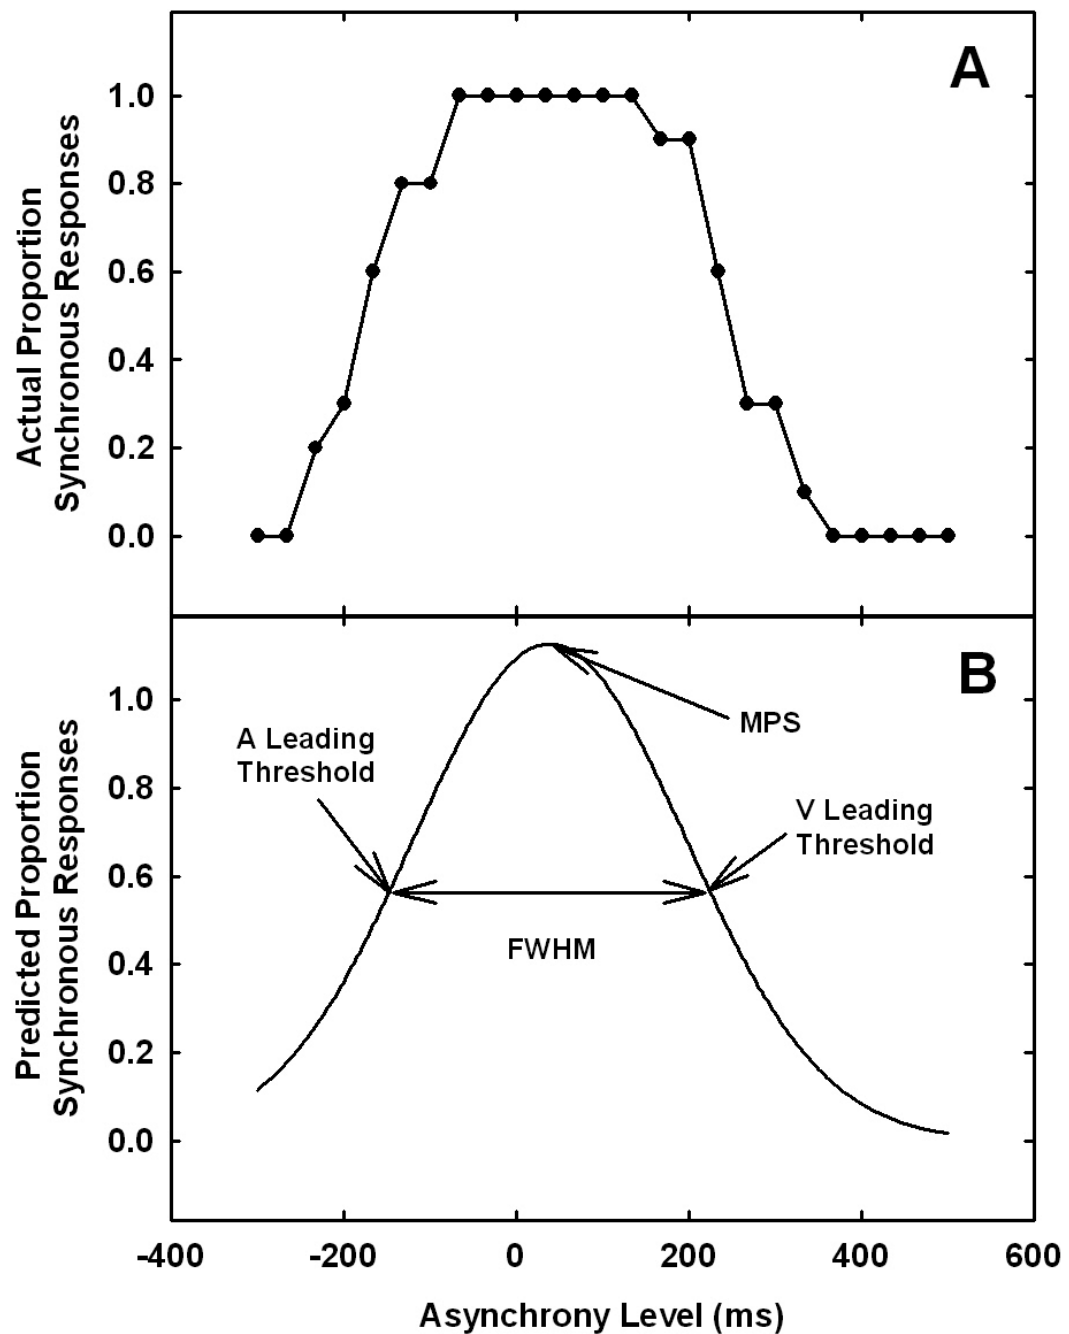 A
1.0
0.8
0.6
0.4
0.2
0.0
Actual Proportion
Synchronous Responses
B
1.0
0.8
0.6
0.4
0.2
0.0
Predicted Proportion
Synchronous Responses
MPS
A Leading
Threshold
V Leading
Threshold
FWHM
-400
-200
0
200
400
600
Asynchrony Level (ms)